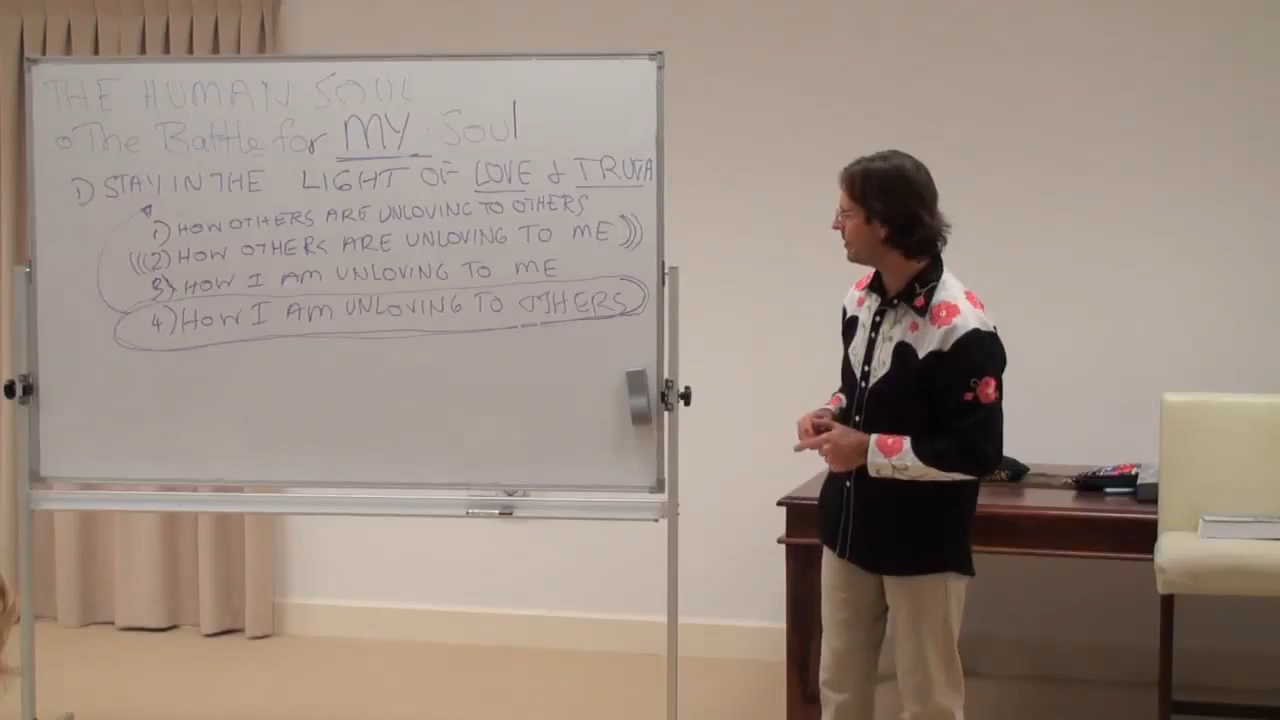 THE HUMAN SOUL
o The Battle for MY Soul
1) STAY IN THE LIGHT OF LOVE & TRUTH
1) HOW OTHERS ARE UNLOVING TO OTHERS
(((2) HOW OTHERS ARE UNLOVING TO ME)))
3) HOW I AM UNLOVING TO ME
4) HOW I AM UNLOVING TO OTHERS